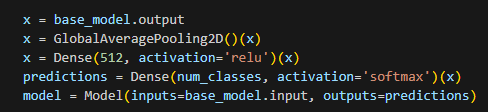 x = base_model.output
x = GlobalAveragePooling2D()(x)
x = Dense(512, activation='relu')(x)
predictions = Dense(num_classes, activation='softmax')(x)
model = Model(inputs=base_model.input, outputs=predictions)